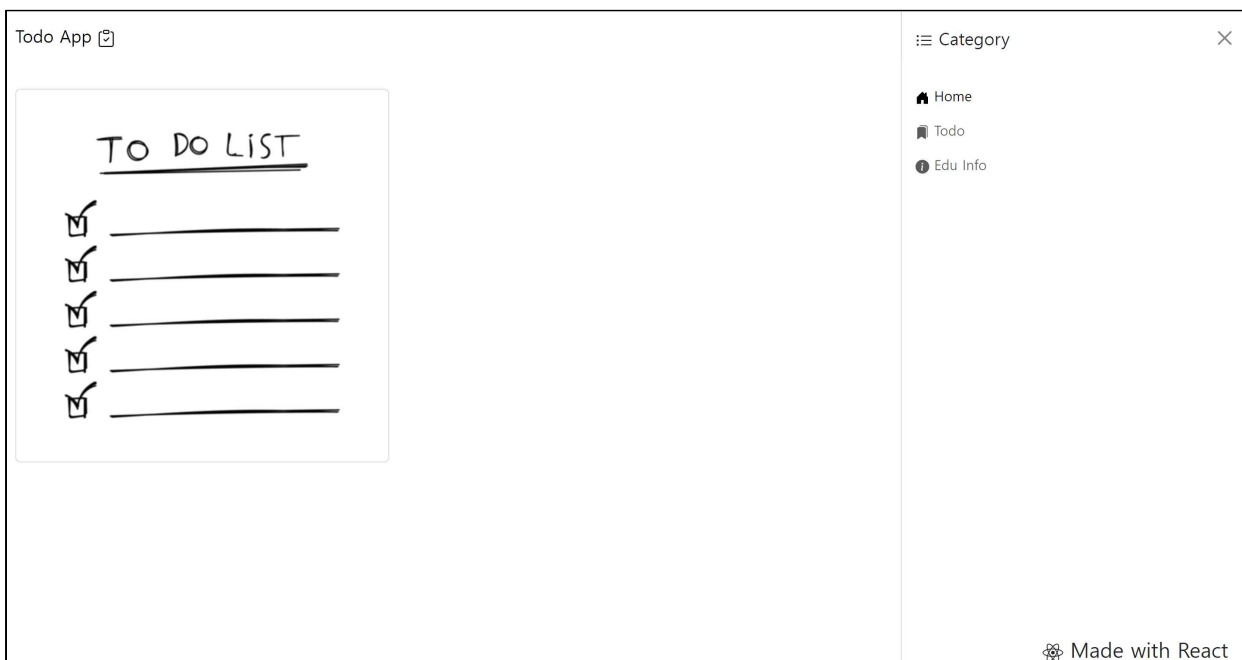 Todo App
TO DO LIST
Category
Home
Todo
Edu Info
Made with React